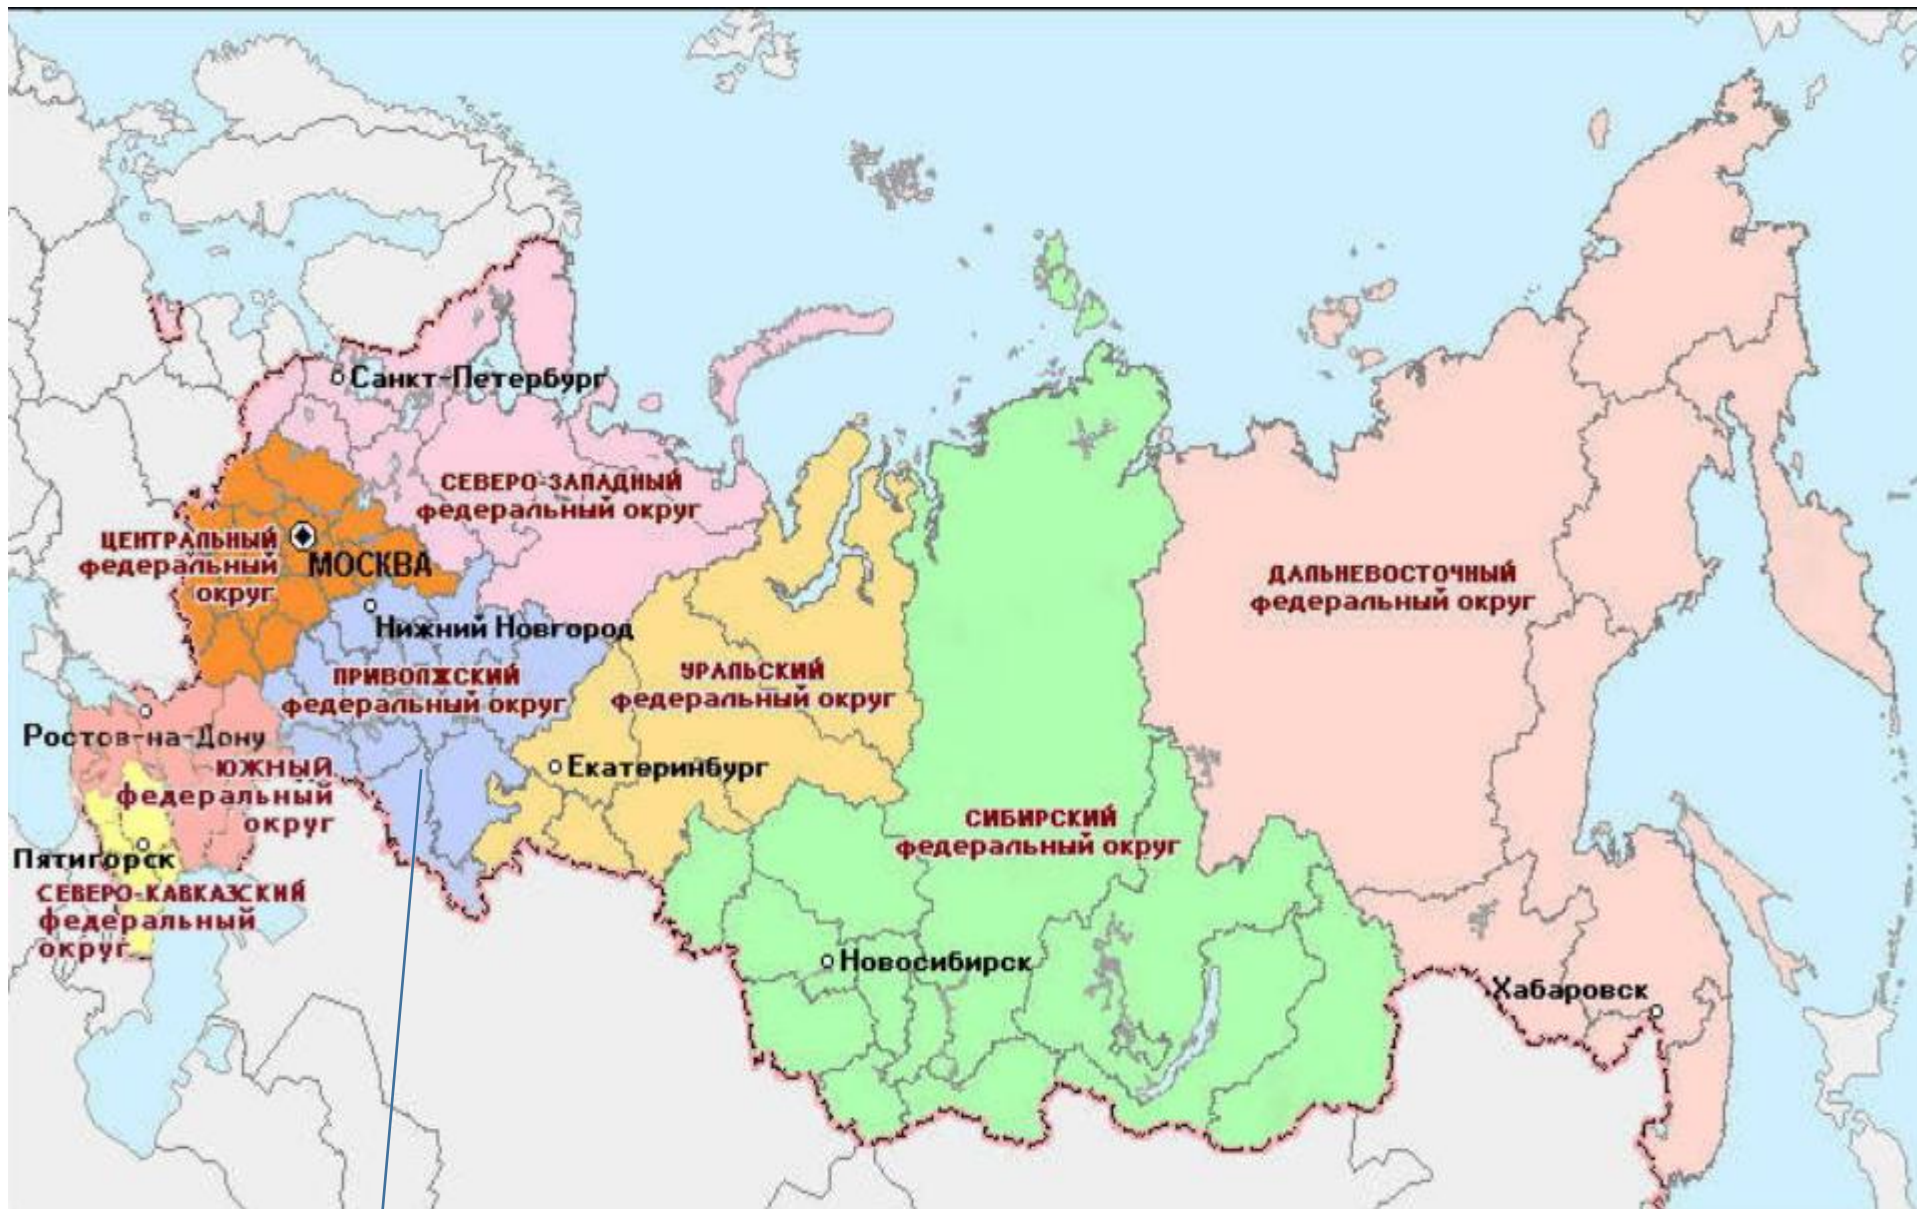 Санкт-Петербург
СЕВЕРО-ЗАПАДНЫЙ
федеральный округ
ЦЕНТРАЛЬНЫЙ
федеральный
округ
МОСКВА
ДАЛЬНЕВОСТОЧНЫЙ
федеральный округ
Нижний Новгород
ПРИВОЛЖСКИЙ
федеральный округ
УРАЛЬСКИЙ
федеральный округ
Ростов-на-Дону
ЮЖНЫЙ
федеральный
округ
Екатеринбург
СИБИРСКИЙ
федеральный округ
Пятигорск
СЕВЕРО-КАВКАЗСКИЙ
федеральный
округ
Новосибирск
Хабаровск